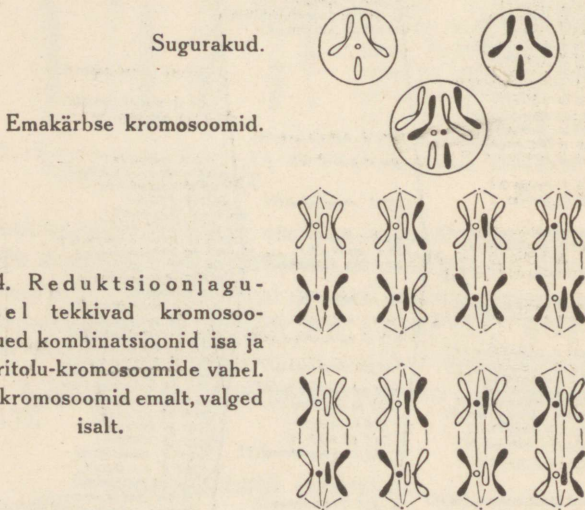 Sugurakud.
Emakärbse kromosoomid.
4. Reduktsioonjagu-
el tekkivad kromosoo-
ued kombinatsioonid isa ja
ritolu-kromosoomide vahel.
kromosoomid emalt, valged
isalt.